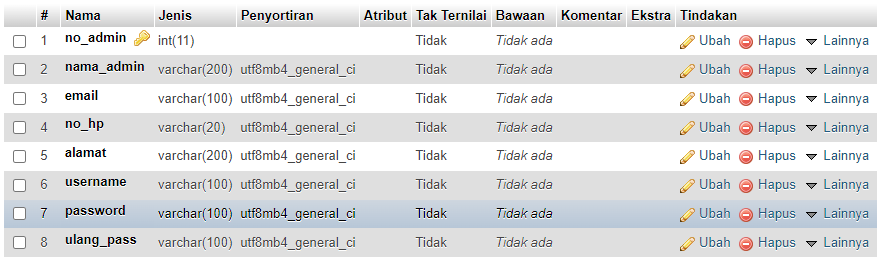 # Nama Jenis Penyortiran Atribut Tak Ternilai Bawaan Komentar Ekstra Tindakan
1 no_admin int(11) Tidak Tidak ada Ubah Hapus Lainnya
2 nama_admin varchar(200) utf8mb4_general_ci Tidak Tidak ada Ubah Hapus Lainnya
3 email varchar(100) utf8mb4_general_ci Tidak Tidak ada Ubah Hapus Lainnya
4 no_hp varchar(20) utf8mb4_general_ci Tidak Tidak ada Ubah Hapus Lainnya
5 alamat varchar(200) utf8mb4_general_ci Tidak Tidak ada Ubah Hapus Lainnya
6 username varchar(100) utf8mb4_general_ci Tidak Tidak ada Ubah Hapus Lainnya
7 password varchar(100) utf8mb4_general_ci Tidak Tidak ada Ubah Hapus Lainnya
8 ulang_pass varchar(100) utf8mb4_general_ci Tidak Tidak ada Ubah Hapus Lainnya